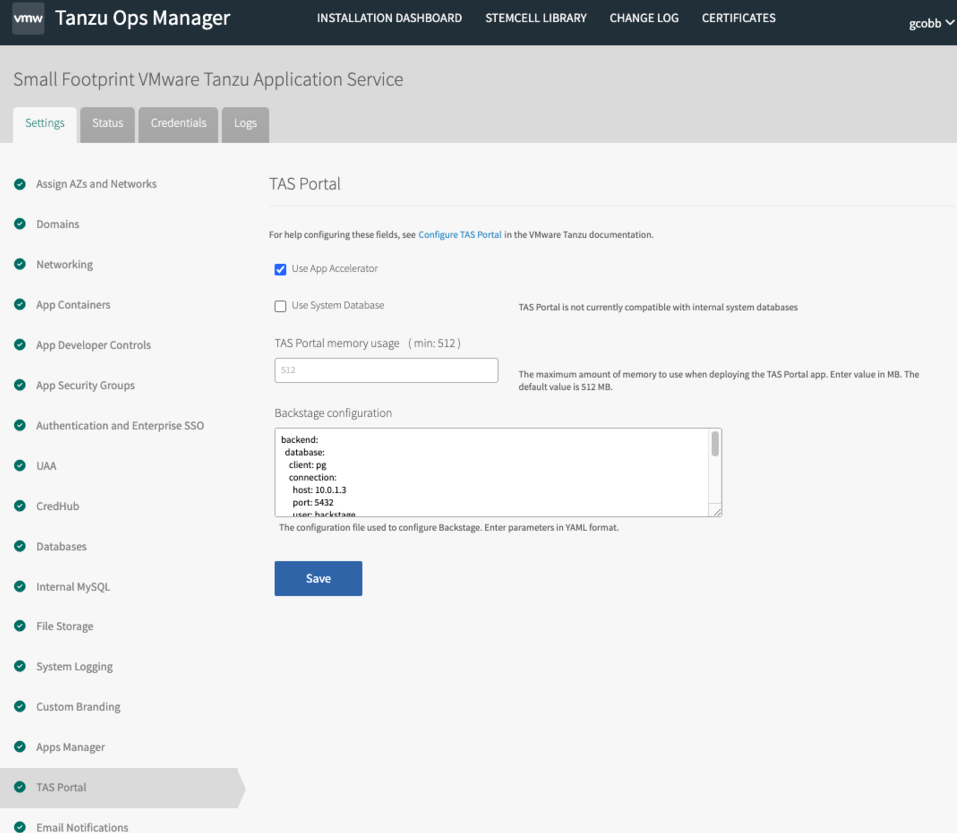 vmw Tanzu Ops Manager INSTALLATION DASHBOARD STEMCELL LIBRARY CHANGE LOG CERTIFICATES gcobb
Small Footprint VMware Tanzu Application Service
Settings Status Credentials Logs
Assign AZs and Networks
Domains
Networking
App Containers
App Developer Controls
App Security Groups
Authentication and Enterprise SSO
UAA
CredHub
Databases
Internal MySQL
File Storage
System Logging
Custom Branding
Apps Manager
TAS Portal
Email Notifications
TAS Portal
For help configuring these fields, see Configure TAS Portal in the VMware Tanzu documentation.
Use App Accelerator
Use System Database
TAS Portal is not currently compatible with internal system databases
TAS Portal memory usage ( min: 512 )
512
The maximum amount of memory to use when deploying the TAS Portal app. Enter value in MB. The
default value is 512 MB.
Backstage configuration
backend:
database:
client: pg
connection:
host: 10.0.1.3
port: 5432
user: backstage
The configuration file used to configure Backstage. Enter parameters in YAML format.
Save